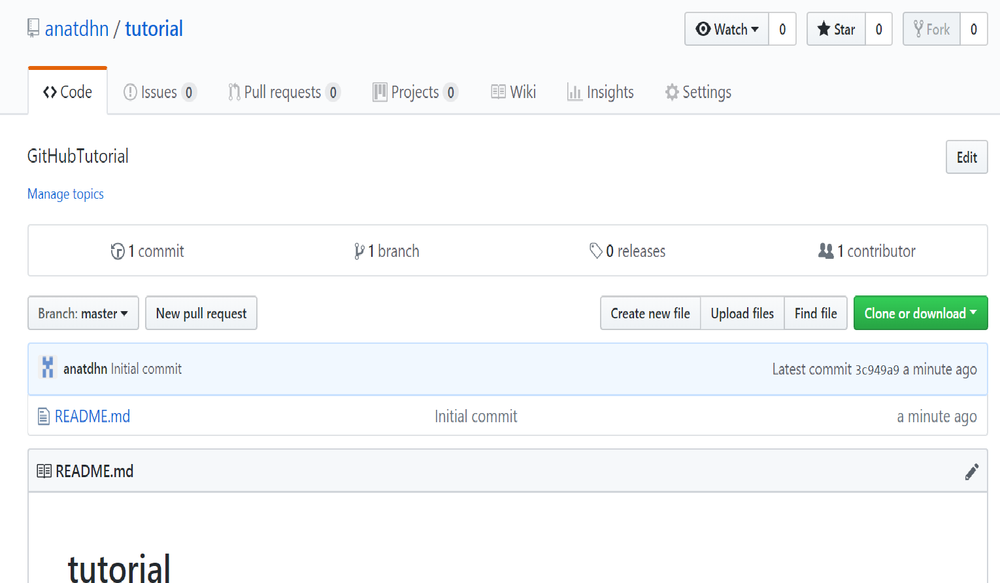 anatdhn / tutorial
Watch 0 Star 0 Fork 0
Code Issues 0 Pull requests 0 Projects 0 Wiki Insights Settings
GitHubTutorial Edit
Manage topics
1 commit 1 branch 0 releases 1 contributor
Branch: master New pull request Create new file Upload files Find file Clone or download
anatdhn Initial commit Latest commit 3c949a9 a minute ago
README.md Initial commit a minute ago
README.md
tutorial